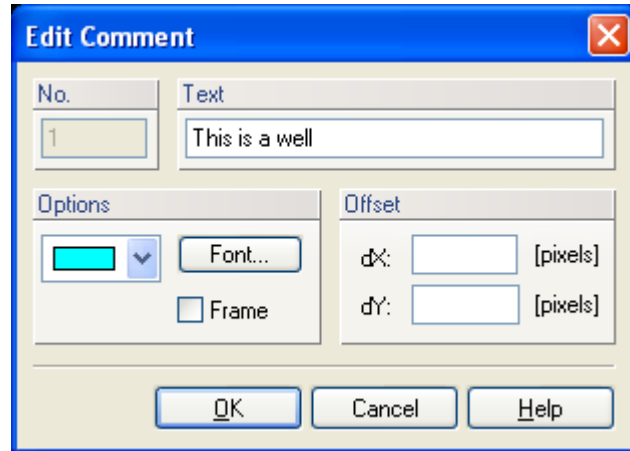 Edit Comment
No.
Text
1
This is a well
Options
Offset
Font...
dX:
[pixels]
Frame
dY:
[pixels]
OK
Cancel
Help